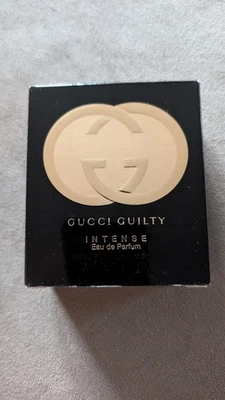 GUCCI GUILTY
INTENSE
Eau de Parfum